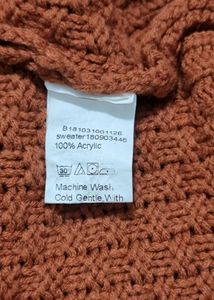 B181031001126
sweater180903446
100% Acrylic
30
Machine Wash
Cold Gentle,With